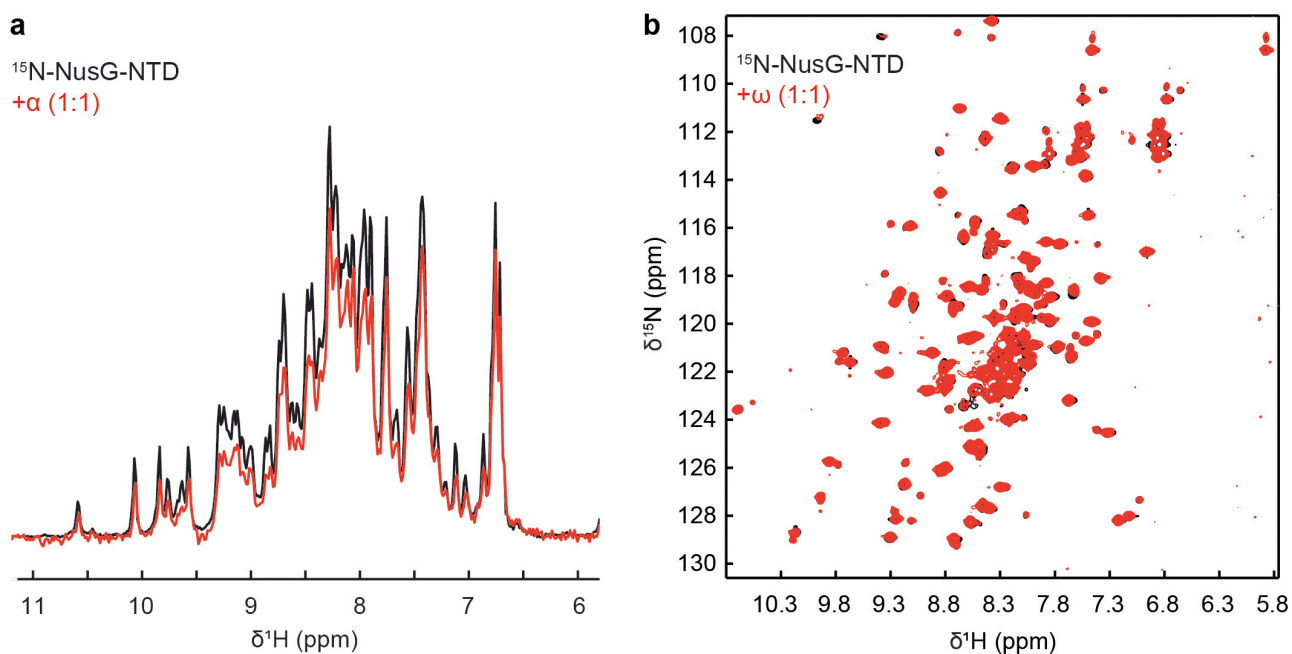 a
¹⁵N-NusG-NTD
+α (1:1)
11 10 9 8 7 6
δ¹H (ppm)
b
¹⁵N-NusG-NTD
+ω (1:1)
108
110
112
114
116
118
120
122
124
126
128
130
δ¹⁵N (ppm)
10.3 9.8 9.3 8.8 8.3 7.8 7.3 6.8 6.3 5.8
δ¹H (ppm)